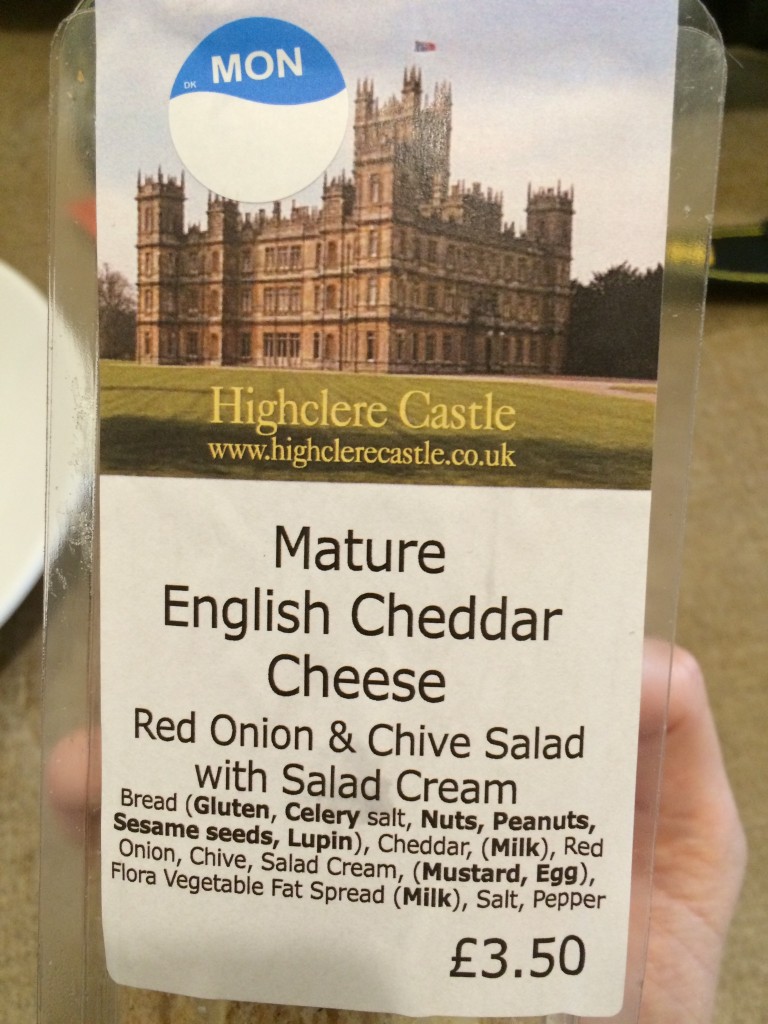 MON
DK
Highclere Castle
www.highclerecastle.co.uk
Mature
English Cheddar
Cheese
Red Onion & Chive Salad
with Salad Cream
Bread (Gluten, Celery salt, Nuts, Peanuts,
Sesame seeds, Lupin), Cheddar, (Milk), Red
Onion, Chive, Salad Cream, (Mustard, Egg),
Flora Vegetable Fat Spread (Milk), Salt, Pepper
£3.50